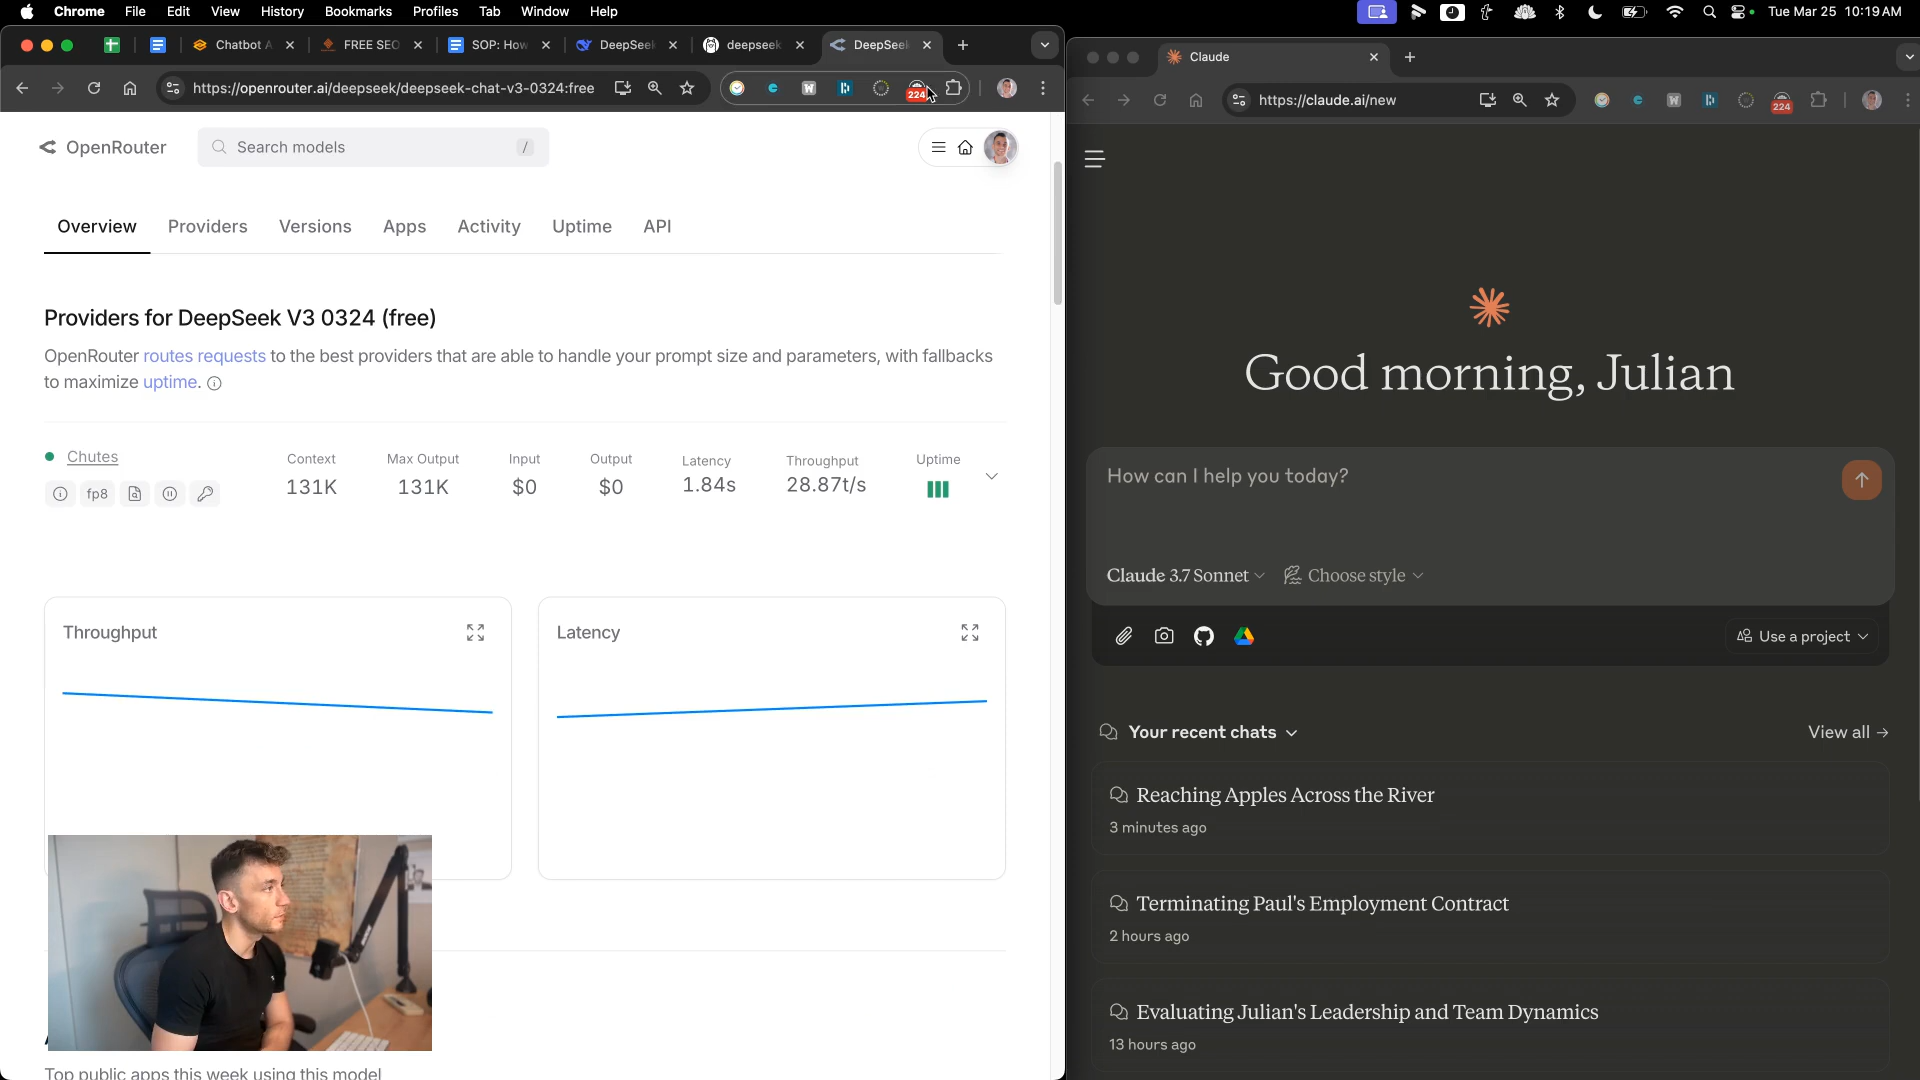 Chrome File Edit View History Bookmarks Profiles Tab Window Help
Tue Mar 25 10:19 AM
Chatbot A
FREE SEO
SOP: How
DeepSeek
deepseek
DeepSeek
https://openrouter.ai/deepseek/deepseek-chat-v3-0324:free
224
OpenRouter
Search models
/
Overview Providers Versions Apps Activity Uptime API
Providers for DeepSeek V3 0324 (free)
OpenRouter routes requests to the best providers that are able to handle your prompt size and parameters, with fallbacks
to maximize uptime.
Chutes
fp8
Context Max Output Input Output Latency Throughput Uptime
131K 131K $0 $0 1.84s 28.87t/s
Throughput
Latency
Top public apps this week using this model
Claude
https://claude.ai/new
224
Good morning, Julian
How can I help you today?
Claude 3.7 Sonnet
Choose style
Use a project
Your recent chats
View all →
Reaching Apples Across the River
3 minutes ago
Terminating Paul's Employment Contract
2 hours ago
Evaluating Julian's Leadership and Team Dynamics
13 hours ago